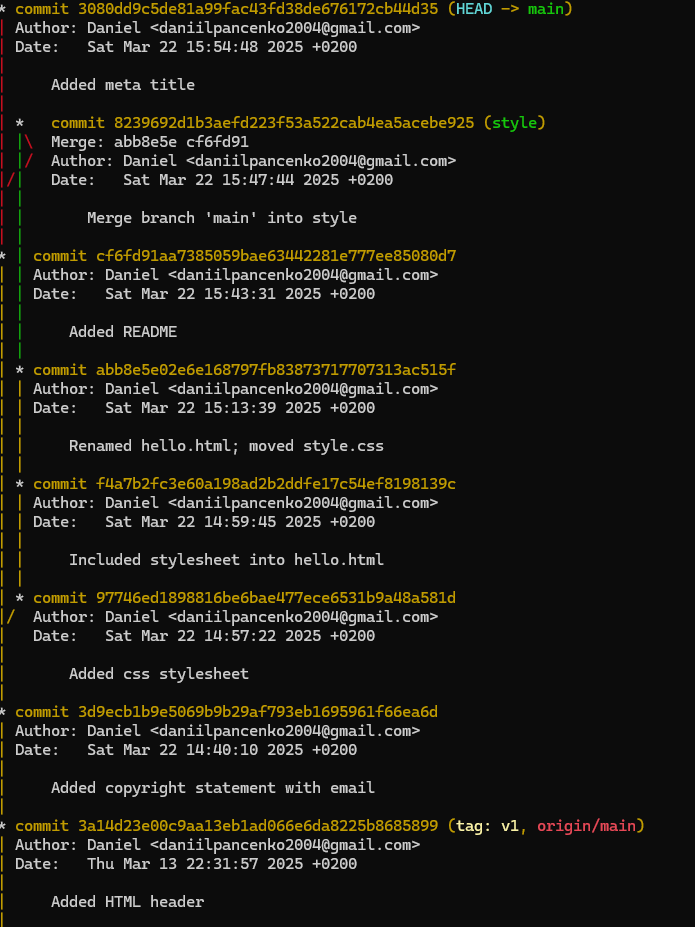 * commit 3080dd9c5de81a99fac43fd38de676172cb44d35 (HEAD -> main)
| Author: Daniel <daniilpancenko2004@gmail.com>
| Date:   Sat Mar 22 15:54:48 2025 +0200
|
|     Added meta title
|
| *   commit 8239692d1b3aefd223f53a522cab4ea5acebe925 (style)
| |\  Merge: abb8e5e cf6fd91
| |/  Author: Daniel <daniilpancenko2004@gmail.com>
|/|   Date:   Sat Mar 22 15:47:44 2025 +0200
| |
| |       Merge branch 'main' into style
| |
* | commit cf6fd91aa7385059bae63442281e777ee85080d7
| | Author: Daniel <daniilpancenko2004@gmail.com>
| | Date:   Sat Mar 22 15:43:31 2025 +0200
| |
| |     Added README
| |
| * commit abb8e5e02e6e168797fb83873717707313ac515f
| | Author: Daniel <daniilpancenko2004@gmail.com>
| | Date:   Sat Mar 22 15:13:39 2025 +0200
| |
| |     Renamed hello.html; moved style.css
| |
| * commit f4a7b2fc3e60a198ad2b2ddfe17c54ef8198139c
| | Author: Daniel <daniilpancenko2004@gmail.com>
| | Date:   Sat Mar 22 14:59:45 2025 +0200
| |
| |     Included stylesheet into hello.html
| |
| * commit 97746ed1898816be6bae477ece6531b9a48a581d
|/  Author: Daniel <daniilpancenko2004@gmail.com>
|   Date:   Sat Mar 22 14:57:22 2025 +0200
|
|       Added css stylesheet
|
* commit 3d9ecb1b9e5069b9b29af793eb1695961f66ea6d
| Author: Daniel <daniilpancenko2004@gmail.com>
| Date:   Sat Mar 22 14:40:10 2025 +0200
|
|     Added copyright statement with email
|
* commit 3a14d23e00c9aa13eb1ad066e6da8225b8685899 (tag: v1, origin/main)
| Author: Daniel <daniilpancenko2004@gmail.com>
| Date:   Thu Mar 13 22:31:57 2025 +0200
|
|     Added HTML header
|